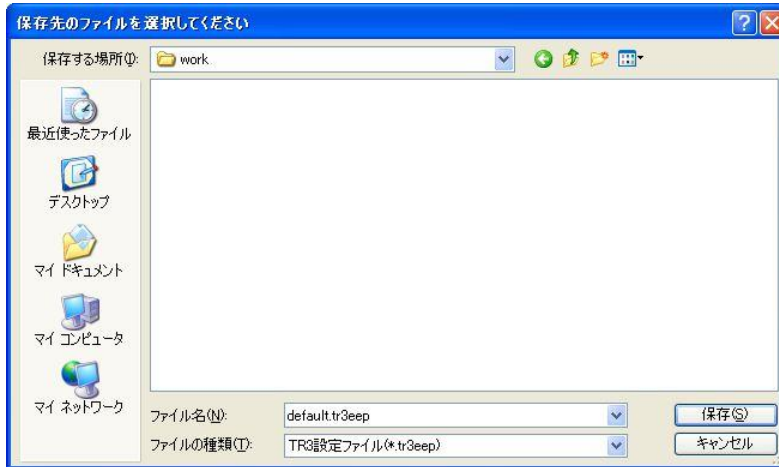 保存先のファイルを選択してください
保存する場所(I):
work
最近使ったファイル
デスクトップ
マイ ドキュメント
マイ コンピュータ
マイ ネットワーク
ファイル名(N):
default.tr3eep
保存(S)
ファイルの種類(T):
TR3設定ファイル(*.tr3eep)
キャンセル